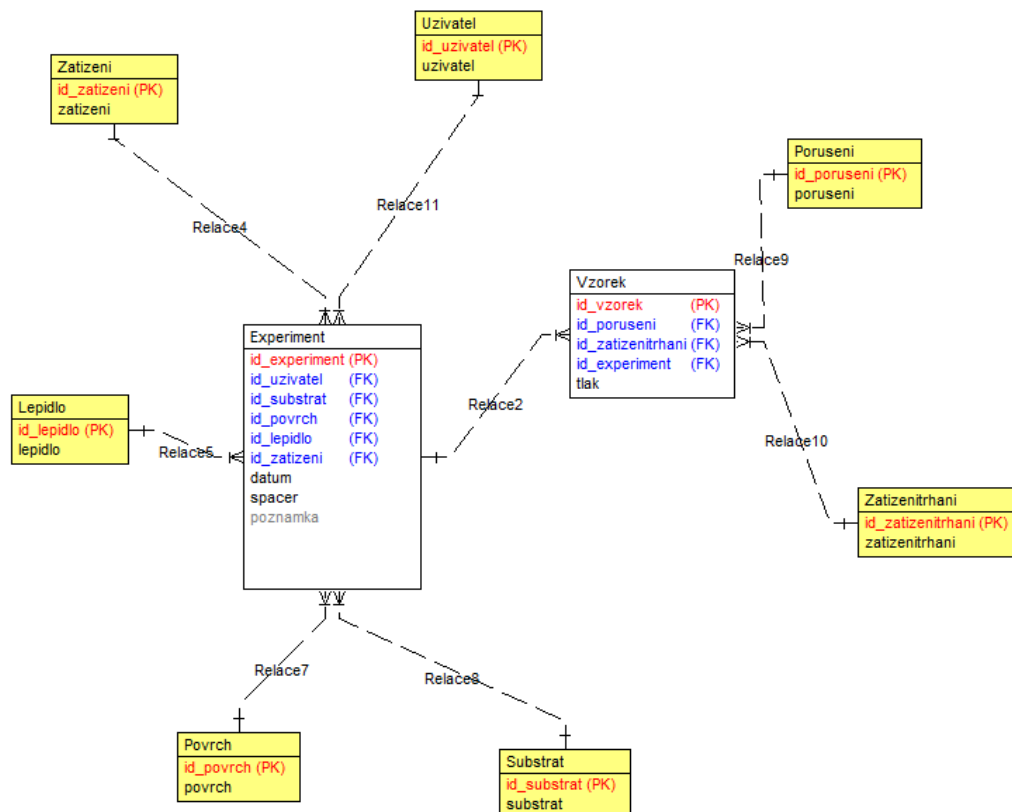 Uzivatel
id_uzivatel (PK)
uzivatel
Zatizeni
id_zatizeni (PK)
zatizeni
Relace11
Relace4
Poruseni
id_poruseni (PK)
poruseni
Relace9
Vzorek
id_vzorek (PK)
id_poruseni (FK)
id_zatizenitrhani (FK)
id_experiment (FK)
tlak
Experiment
id_experiment (PK)
id_uzivatel (FK)
id_substrat (FK)
id_povrch (FK)
id_lepidlo (FK)
id_zatizeni (FK)
datum
spacer
poznamka
Relace2
Lepidlo
id_lepidlo (PK)
lepidlo
Relace5
Relace10
Zatizenitrhani
id_zatizenitrhani (PK)
zatizenitrhani
Relace7
Relace8
Povrch
id_povrch (PK)
povrch
Substrat
id_substrat (PK)
substrat